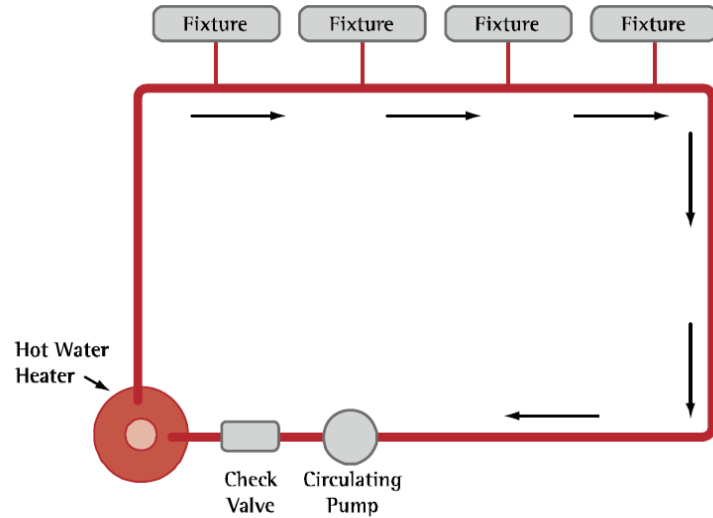 Fixture
Fixture
Fixture
Fixture
Hot Water
Heater
Check
Valve
Circulating
Pump